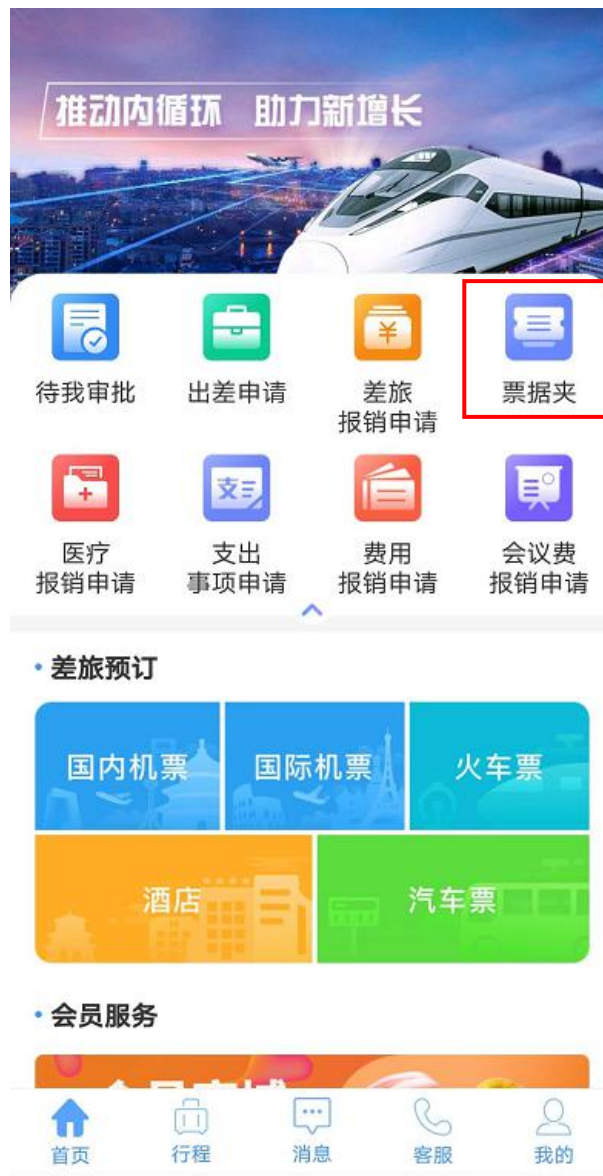 推动内循环 助力新增长
待我审批 出差申请 差旅 票据夹
报销申请
医疗 支出 费用 会议费
报销申请 事项申请 报销申请 报销申请
差旅预订
国内机票 国际机票 火车票
酒店 汽车票
会员服务
首页 行程 消息 客服 我的